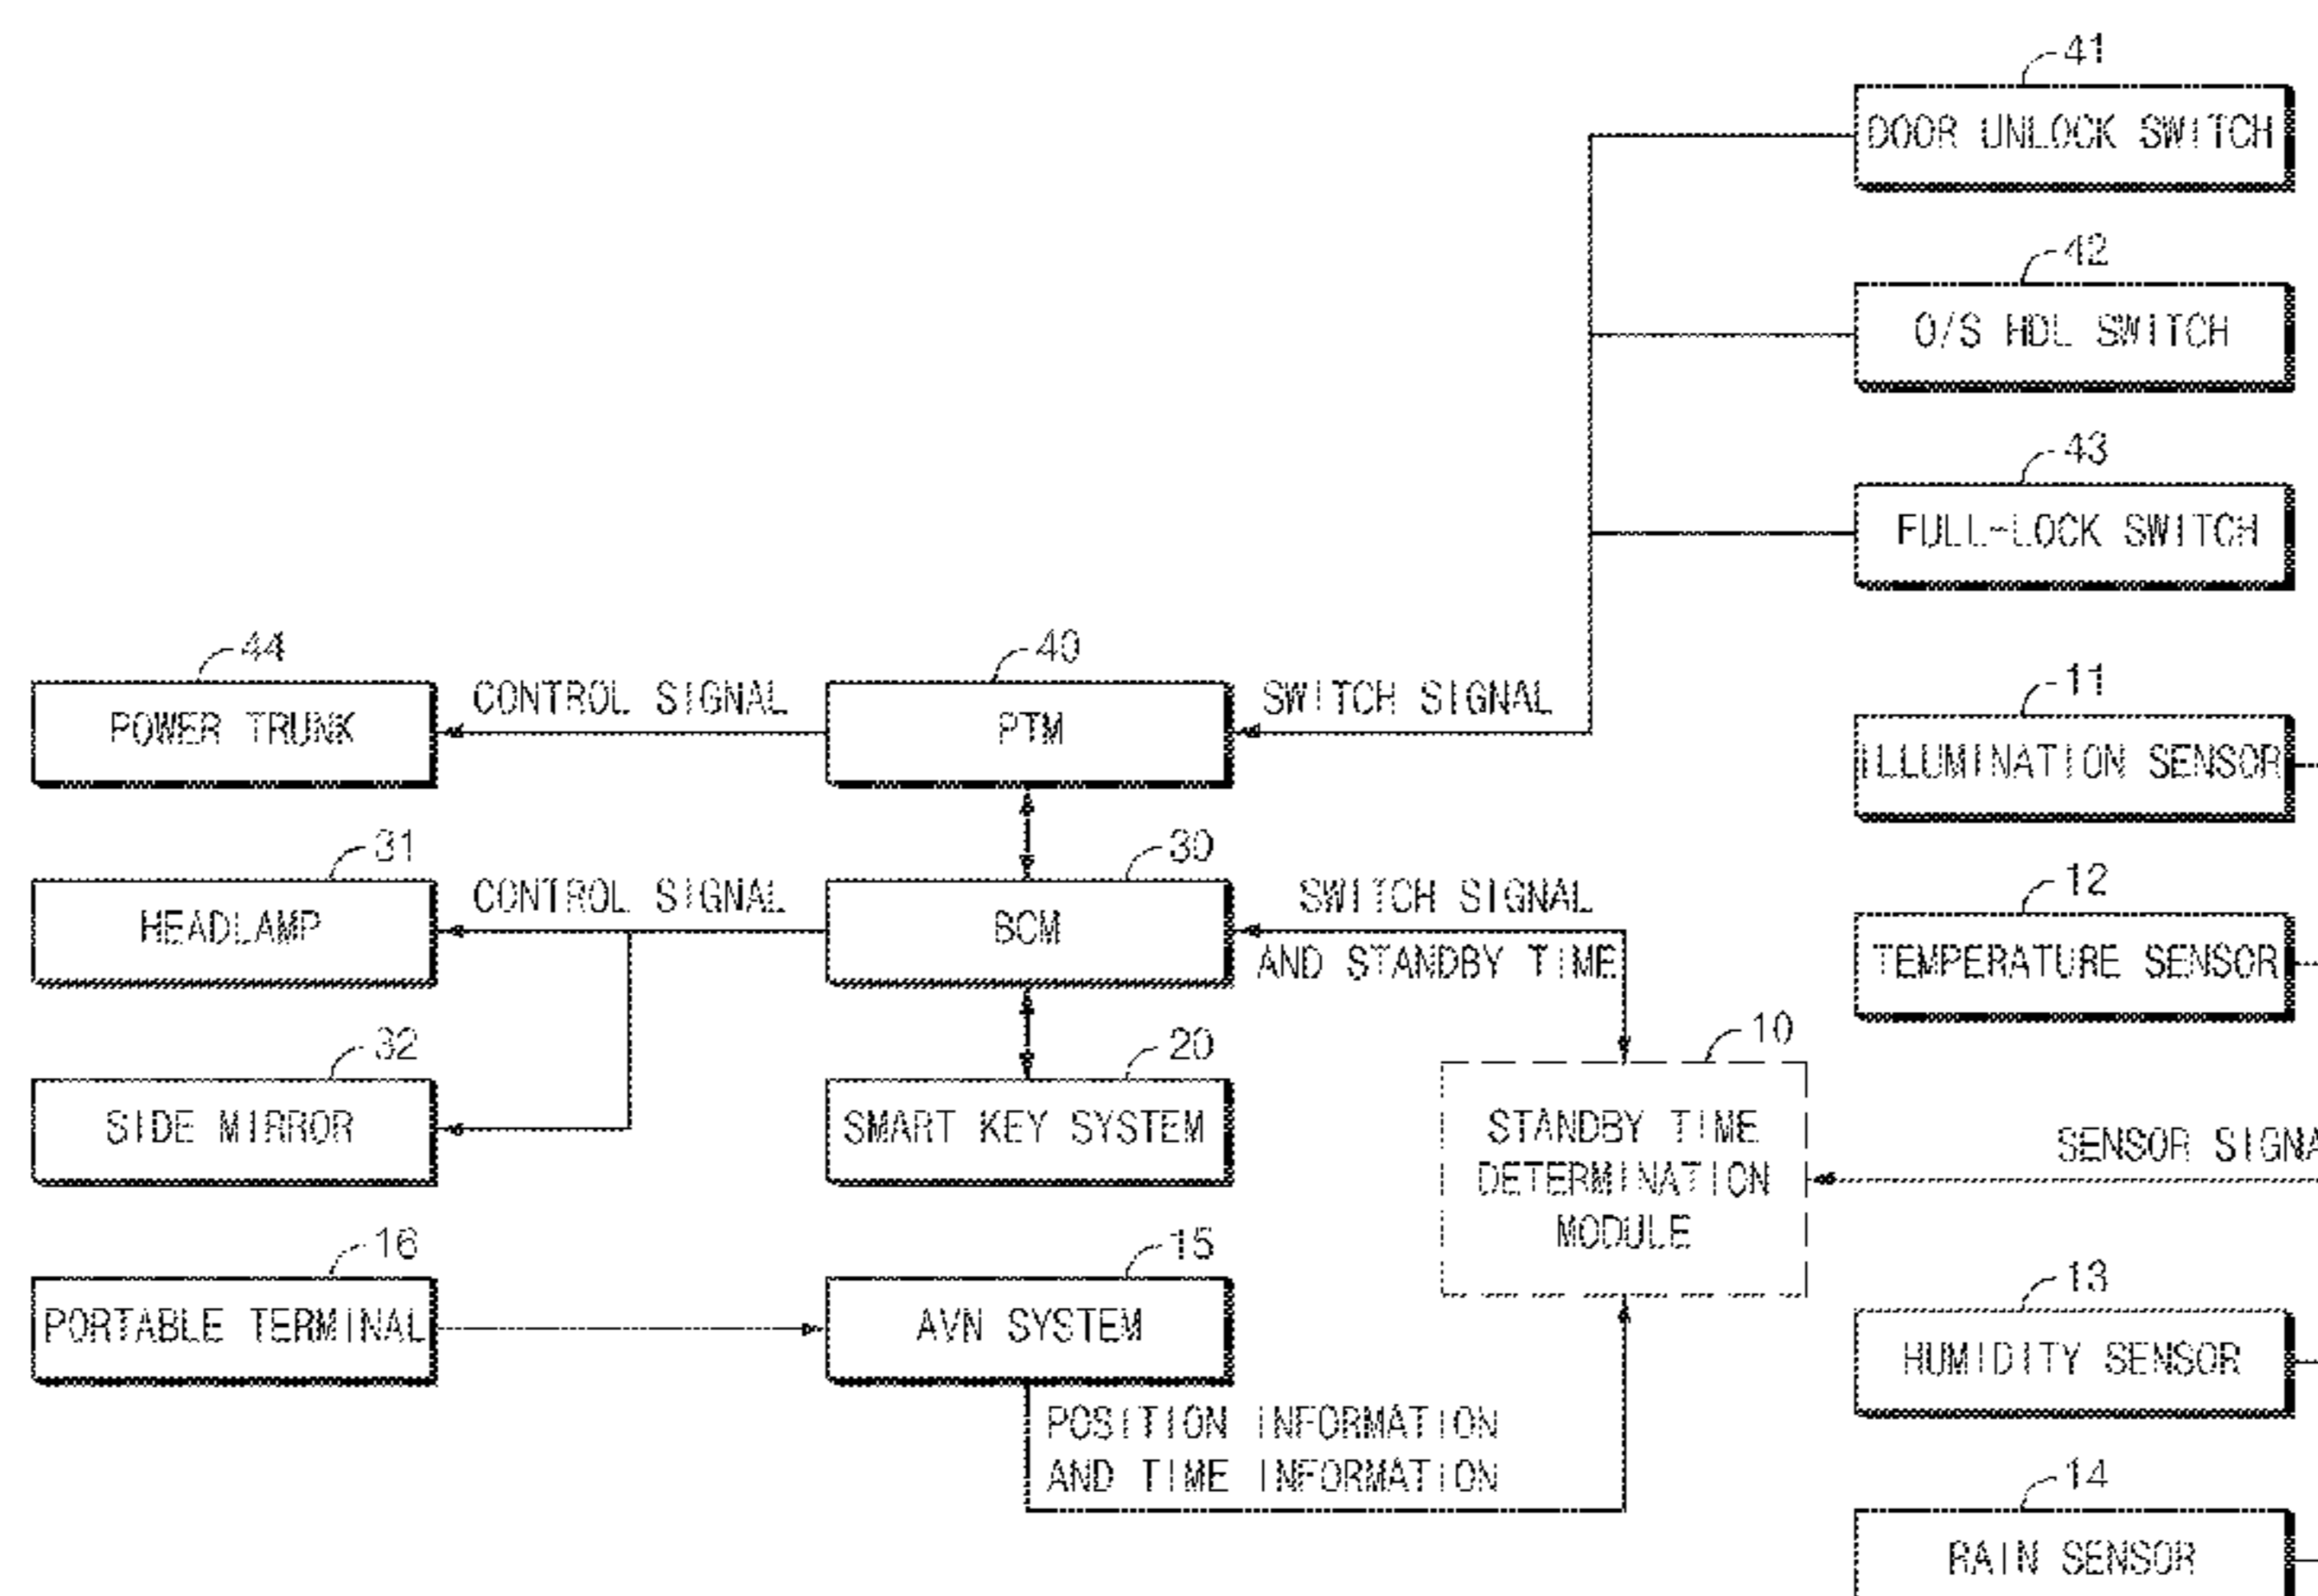 41
DOOR UNLOCK SWITCH
42
O/S HDL SWITCH
43
FULL-LOCK SWITCH
44
40
11
CONTROL SIGNAL
SWITCH SIGNAL
POWER TRUNK
PTM
ILLUMINATION SENSOR
31
30
12
CONTROL SIGNAL
SWITCH SIGNAL
HEADLAMP
BCM
AND STANDBY TIME
TEMPERATURE SENSOR
32
20
10
SIDE MIRROR
SMART KEY SYSTEM
STANDBY TIME
DETERMINATION
MODULE
SENSOR SIGNA
16
15
13
PORTABLE TERMINAL
AVN SYSTEM
HUMIDITY SENSOR
POSITION INFORMATION
AND TIME INFORMATION
14
RAIN SENSOR